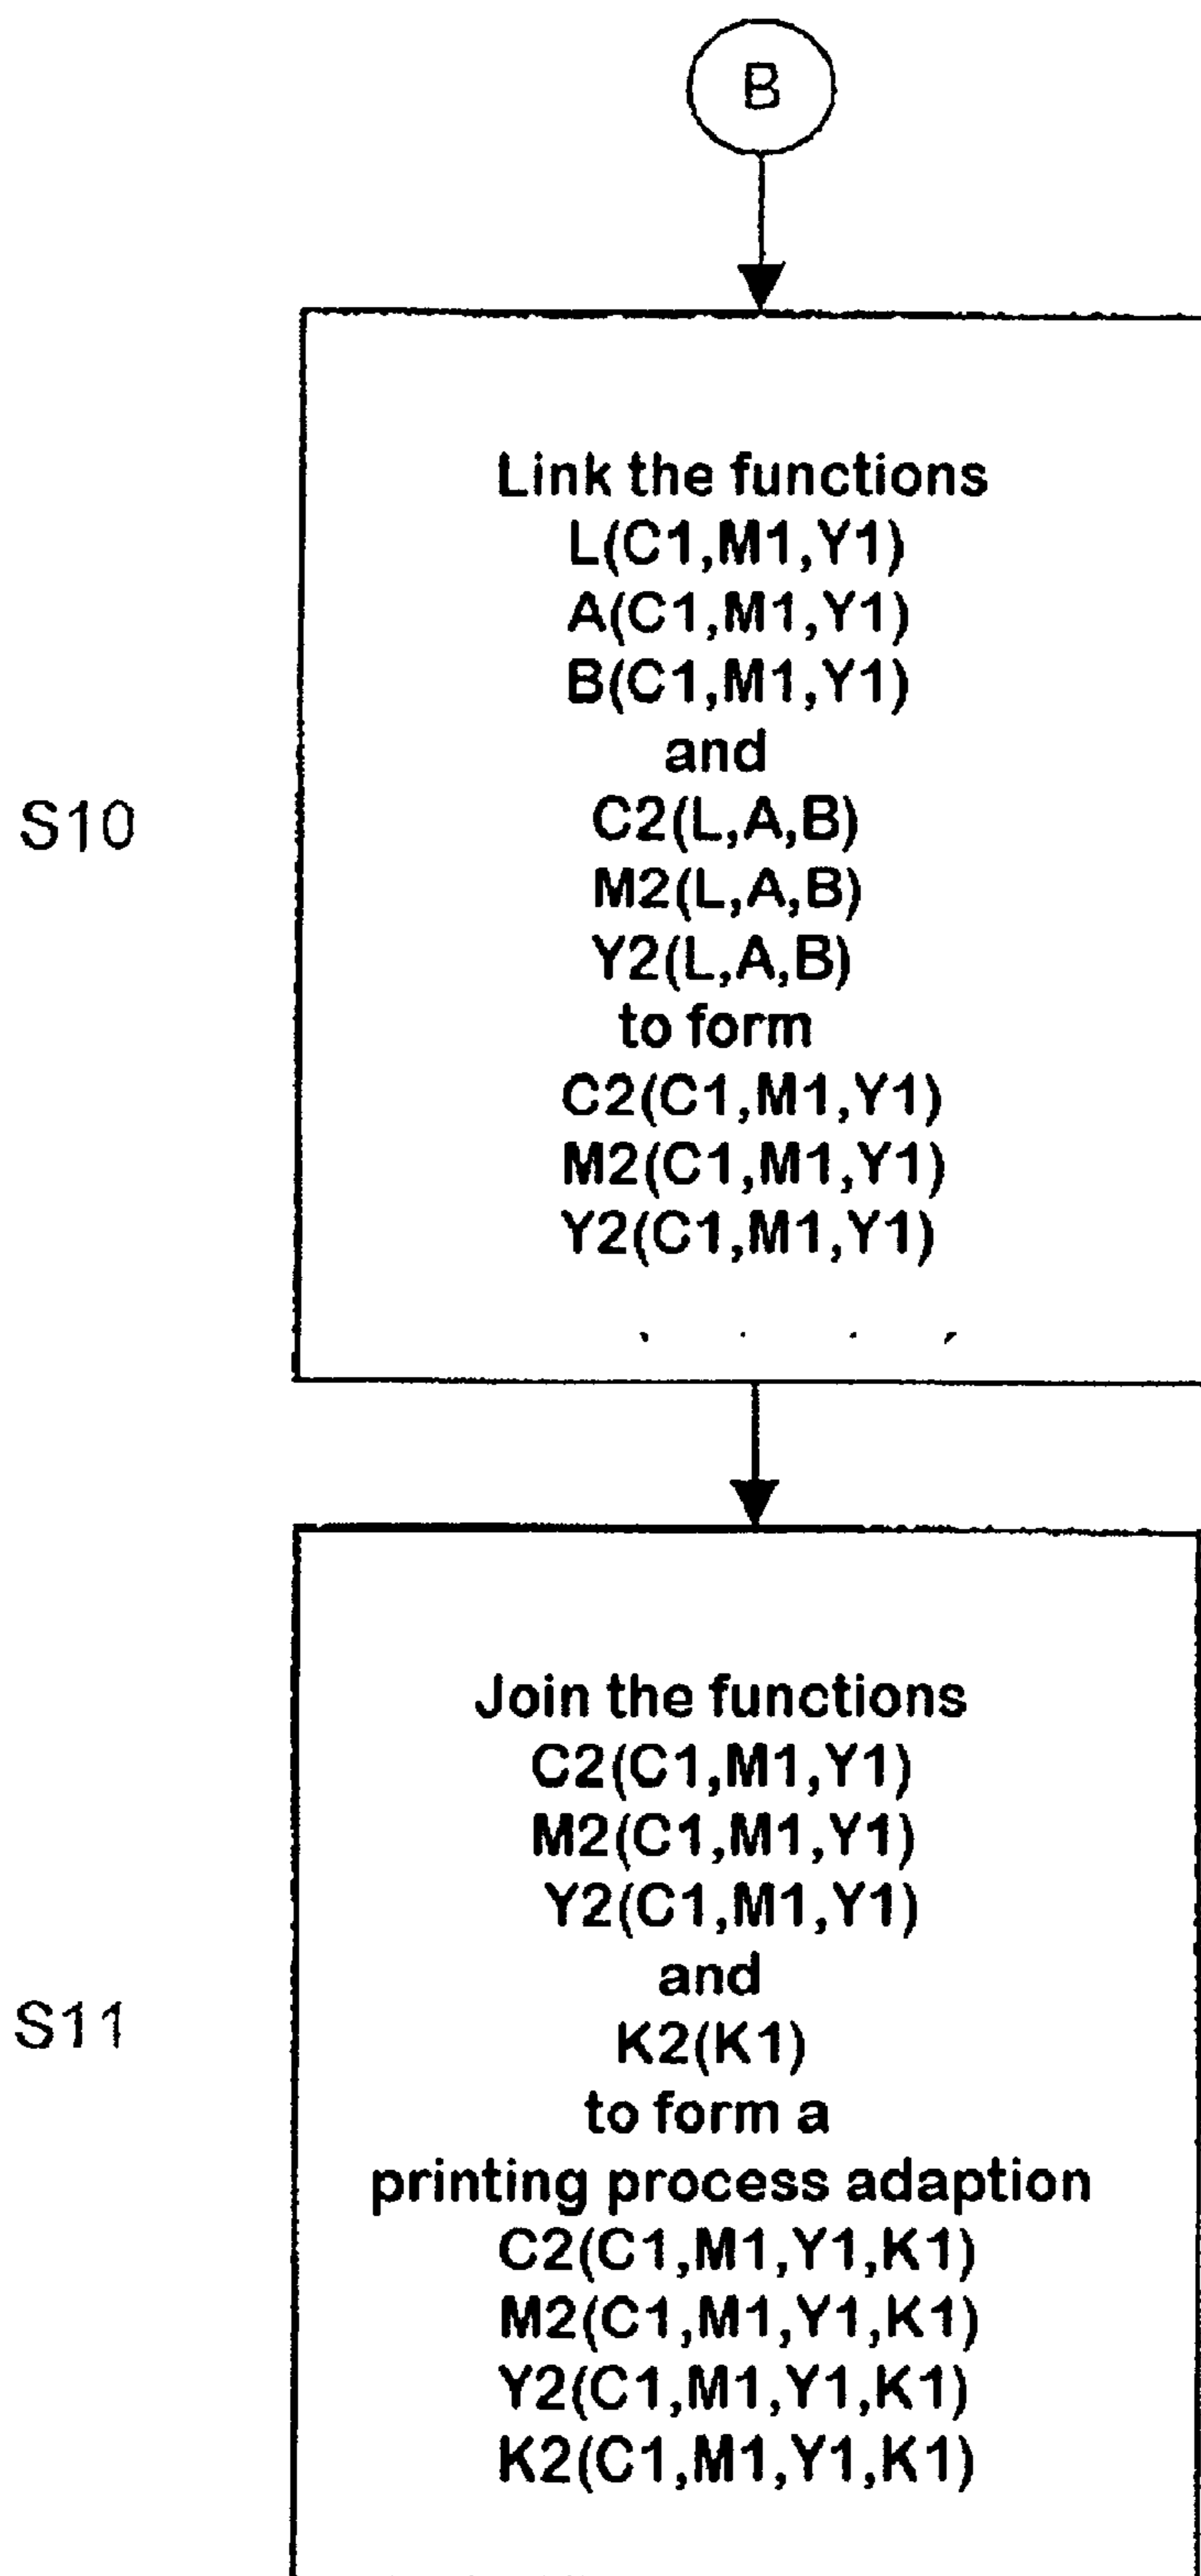 B
S10
Link the functions
L(C1,M1,Y1)
A(C1,M1,Y1)
B(C1,M1,Y1)
and
C2(L,A,B)
M2(L,A,B)
Y2(L,A,B)
to form
C2(C1,M1,Y1)
M2(C1,M1,Y1)
Y2(C1,M1,Y1)
S11
Join the functions
C2(C1,M1,Y1)
M2(C1,M1,Y1)
Y2(C1,M1,Y1)
and
K2(K1)
to form a
printing process adaption
C2(C1,M1,Y1,K1)
M2(C1,M1,Y1,K1)
Y2(C1,M1,Y1,K1)
K2(C1,M1,Y1,K1)